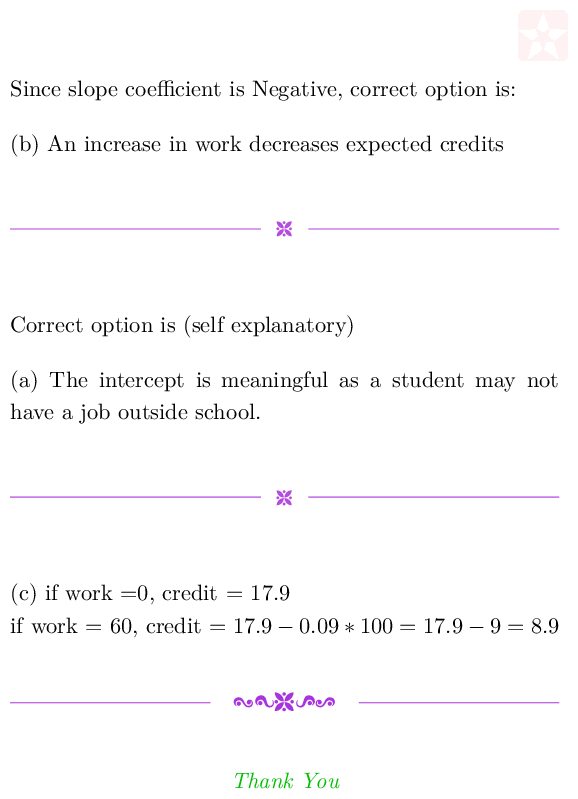 Since slope coefficient is Negative, correct option is:
(b) An increase in work decreases expected credits
Correct option is (self explanatory)
(a) The intercept is meaningful as a student may not
have a job outside school.
(c) if work =0, credit = 17.9
if work = 60, credit = 17.9 − 0.09 ∗ 100 = 17.9 − 9 = 8.9
Thank You